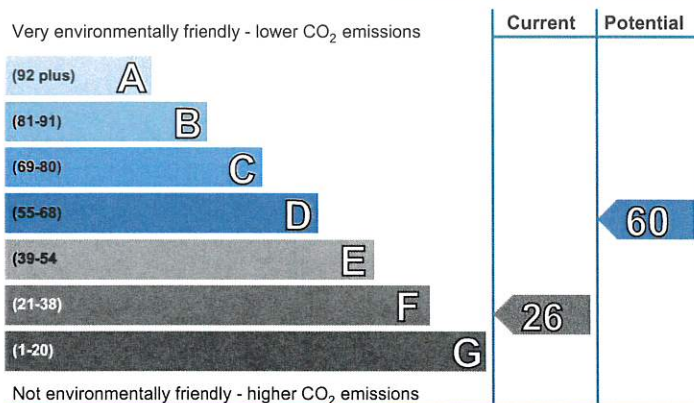 Current Potential
Very environmentally friendly - lower CO₂ emissions
(92 plus) A
(81-91) B
(69-80) C
(55-68) D
60
(39-54 E
(21-38) F
26
(1-20) G
Not environmentally friendly - higher CO₂ emissions